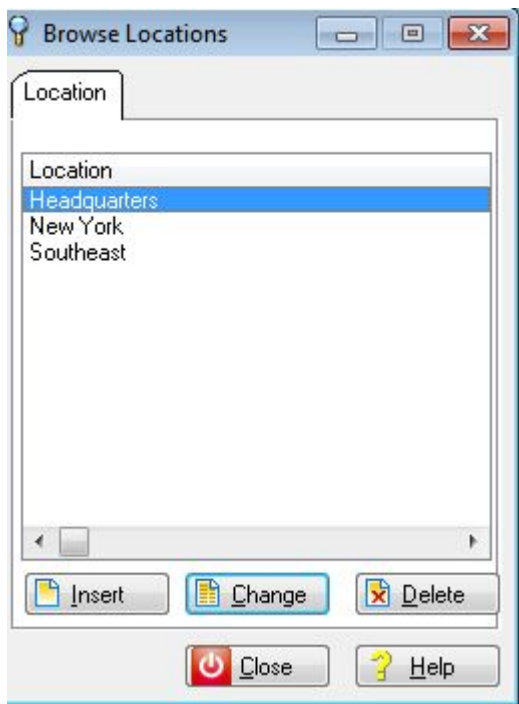 Browse Locations
Location
Location
Headquarters
New York
Southeast
Insert Change Delete
Close Help